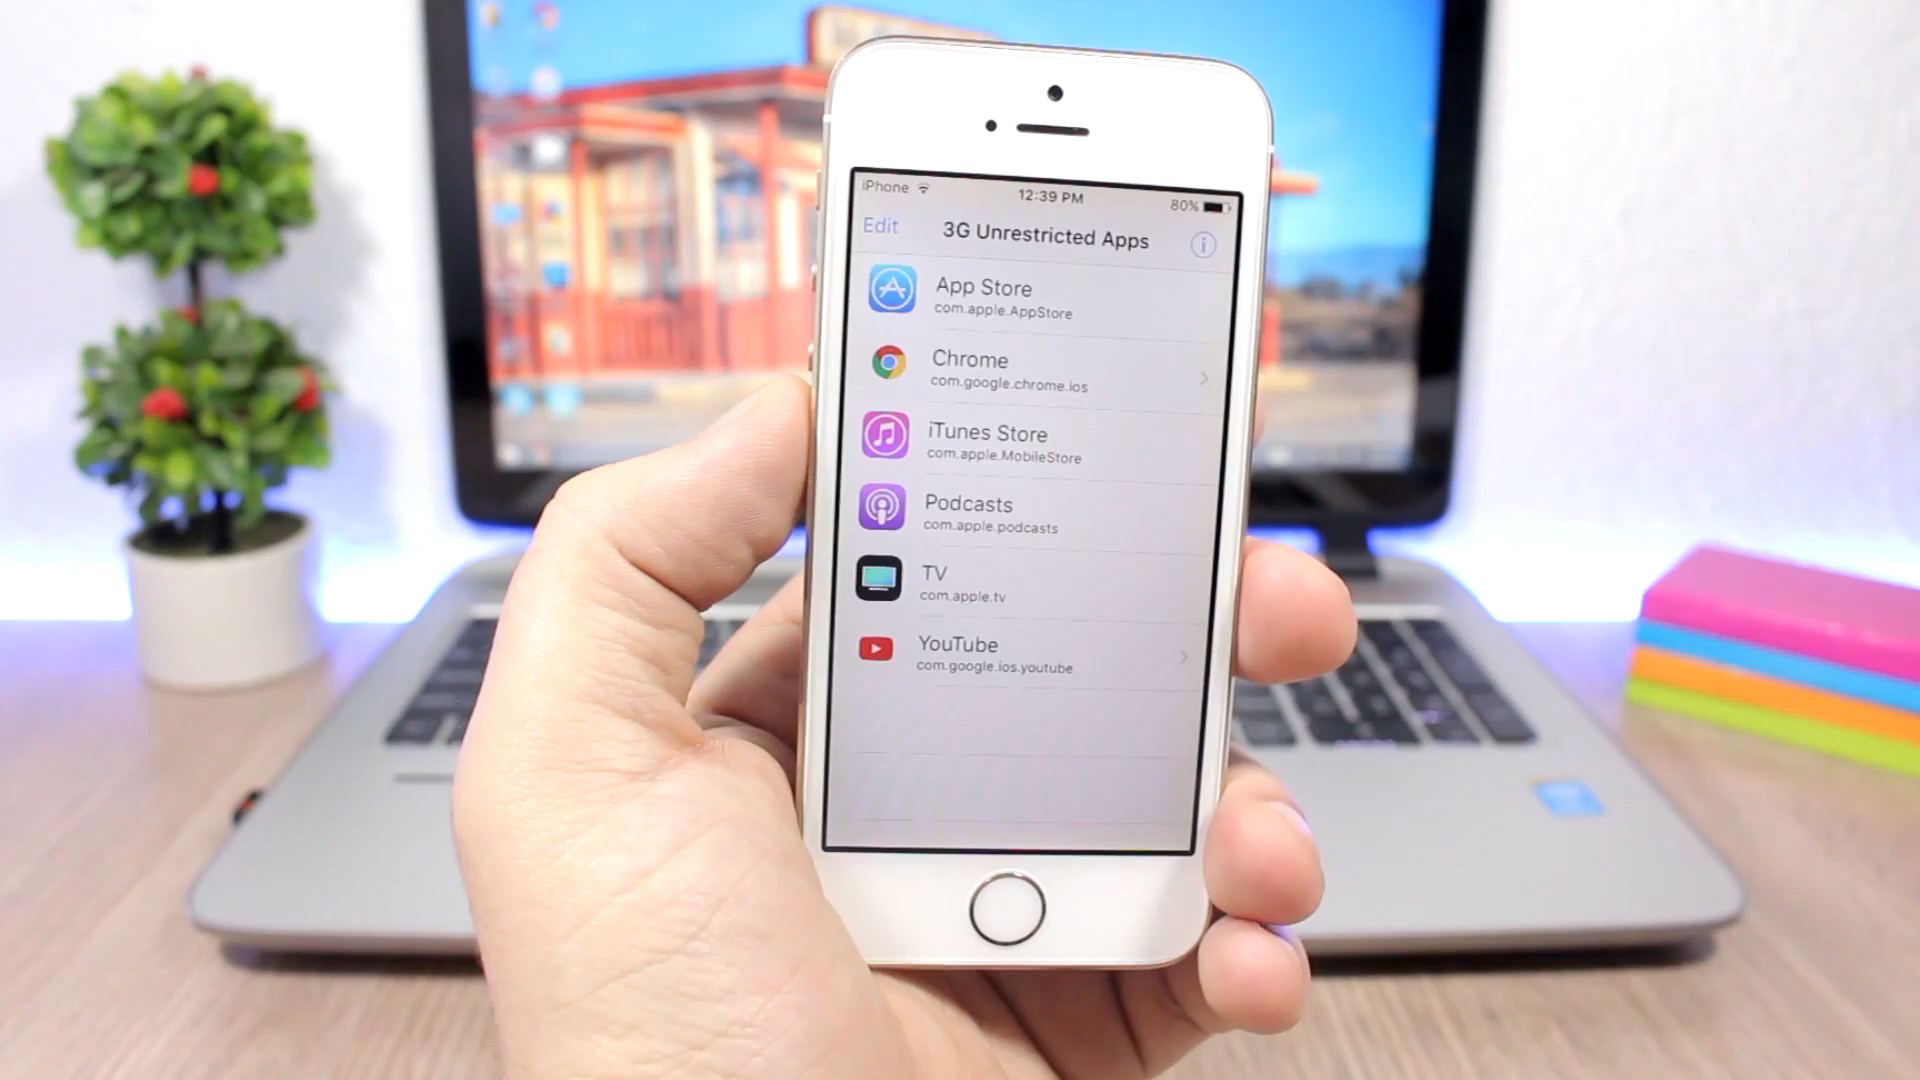 iPhone
12:39 PM
80%
Edit
3G Unrestricted Apps
App Store
com.apple.AppStore
Chrome
com.google.chrome.ios
iTunes Store
com.apple.MobileStore
Podcasts
com.apple.podcasts
TV
com.apple.tv
YouTube
com.google.ios.youtube